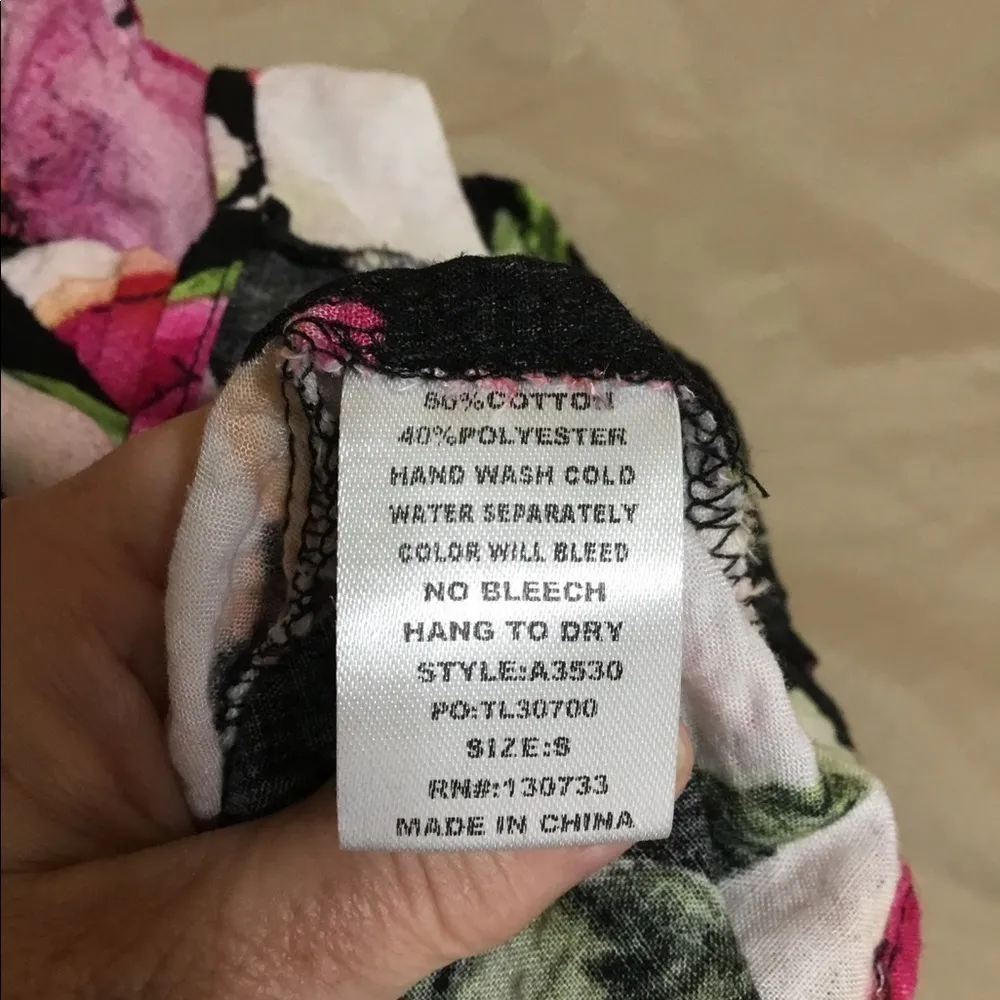 60%COTTON
40%POLYESTER
HAND WASH COLD
WATER SEPARATELY
COLOR WILL BLEED
NO BLEECH
HANG TO DRY
STYLE:A3530
PO:TL30700
SIZE:S
RN#:130733
MADE IN CHINA